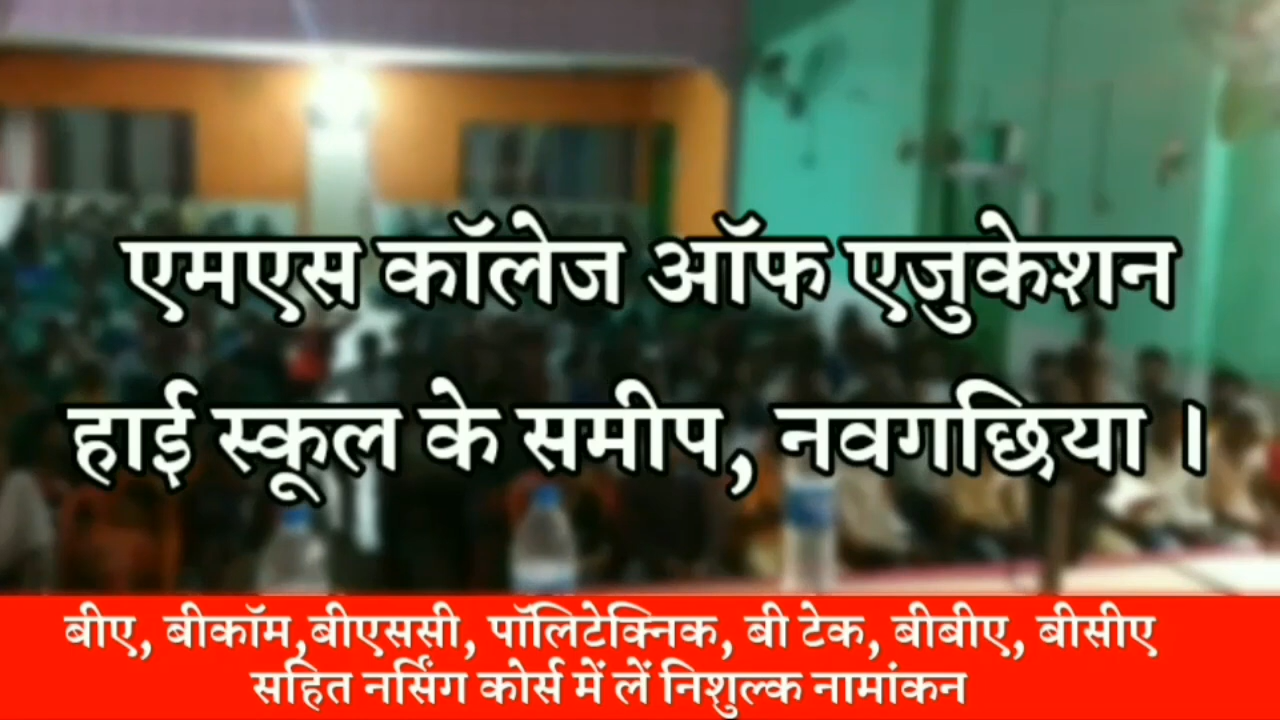 एमएस कॉलेज ऑफ एजुकेशन
हाई स्कूल के समीप, नवगछिया ।
बीए, बीकॉम,बीएससी, पॉलिटेक्निक, बी टेक, बीबीए, बीसीए
सहित नर्सिंग कोर्स में लें निशुल्क नामांकन